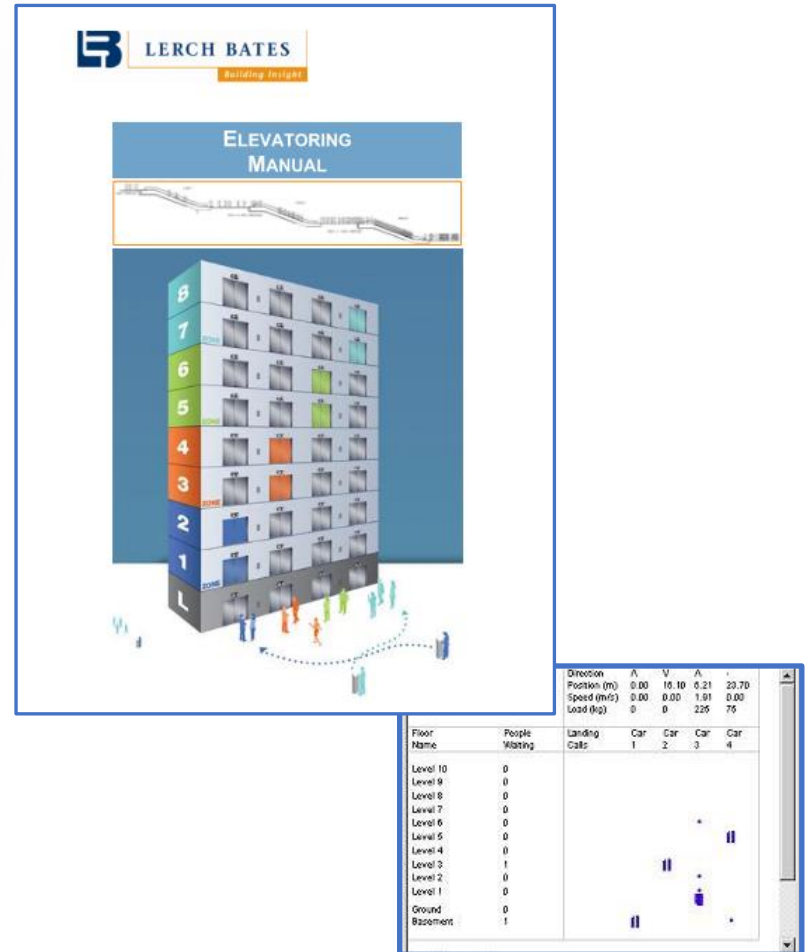 LERCH BATES
Building Insight
ELEVATORING
MANUAL
8
7
ZONE
6
5
ZONE
4
3
ZONE
2
1
ZONE
L
Direction Λ V Λ -
Position (m) 0.00 16.10 6.21 23.70
Speed (m/s) 0.00 0.00 1.91 0.00
Load (kg) 0 0 225 75
Floor People Landing Car Car Car Car
Name Waiting Calls 1 2 3 4
Level 10 0
Level 9 0
Level 8 0
Level 7 0
Level 6 0
Level 5 0
Level 4 0
Level 3 1
Level 2 0
Level 1 0
Ground 0
Basement 1